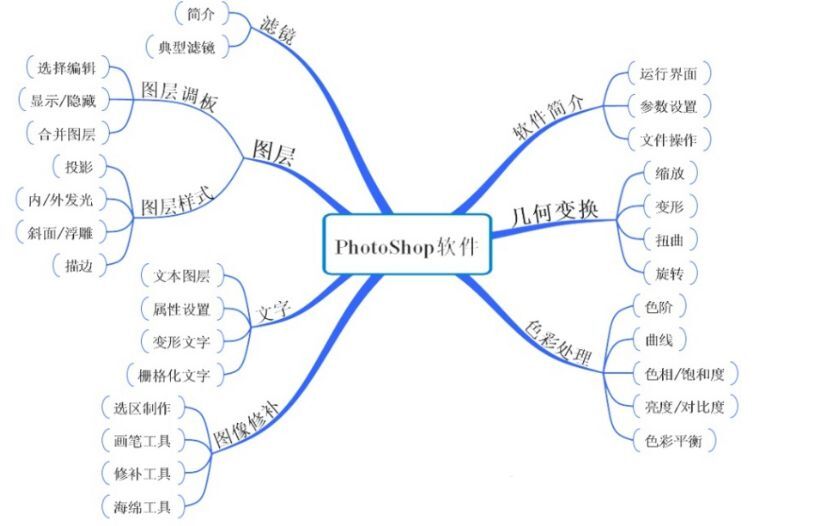 PhotoShop软件
滤镜
简介
典型滤镜
图层
图层调板
选择编辑
显示/隐藏
合并图层
图层样式
投影
内/外发光
斜面/浮雕
描边
文字
文本图层
属性设置
变形文字
栅格化文字
图像修补
选区制作
画笔工具
修补工具
海绵工具
软件简介
运行界面
参数设置
文件操作
几何变换
缩放
变形
扭曲
旋转
色彩处理
色阶
曲线
色相/饱和度
亮度/对比度
色彩平衡